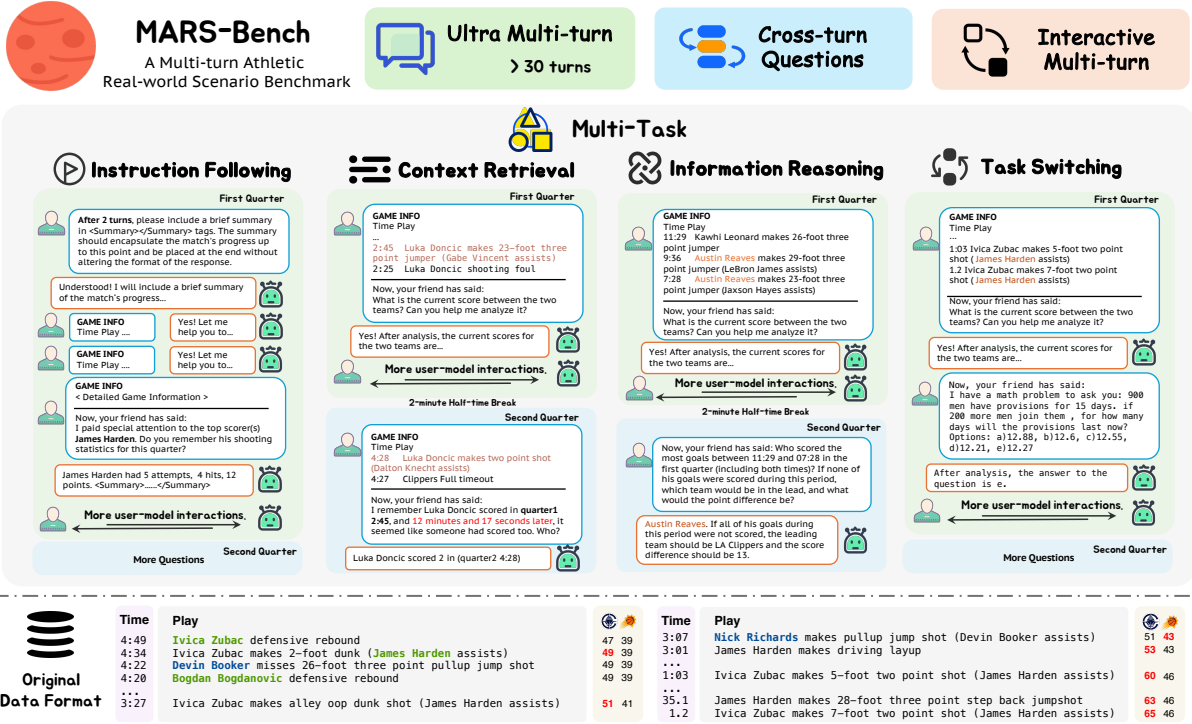 MARS-Bench
A Multi-turn Athletic
Real-world Scenario Benchmark
Ultra Multi-turn
> 30 turns
Cross-turn
Questions
Interactive
Multi-turn
Multi-Task
Instruction Following
First Quarter
After 2 turns, please include a brief summary
in <Summary></Summary> tags. The summary
should encapsulate the match's progress up
to this point and be placed at the end without
altering the format of the response.
Understood! I will include a brief summary
of the match's progress...
GAME INFO
Time Play ....
Yes! Let me
help you to...
GAME INFO
Time Play ....
Yes! Let me
help you to...
GAME INFO
< Detailed Game Information >
Now, your friend has said:
I paid special attention to the top scorer(s)
James Harden. Do you remember his shooting
statistics for this quarter?
James Harden had 5 attempts, 4 hits, 12
points. <Summary>......</Summary>
More user-model interactions.
Second Quarter
More Questions
Context Retrieval
First Quarter
GAME INFO
Time Play
...
2:45 Luka Doncic makes 23-foot three
point jumper (Gabe Vincent assists)
2:25 Luka Doncic shooting foul
Now, your friend has said:
What is the current score between the two
teams? Can you help me analyze it?
Yes! After analysis, the current scores for
the two teams are...
More user-model interactions.
2-minute Half-time Break
Second Quarter
GAME INFO
Time Play
4:28 Luka Doncic makes two point shot
(Dalton Knecht assists)
4:27 Clippers Full timeout
Now, your friend has said:
I remember Luka Doncic scored in quarter1
2:45, and 12 minutes and 17 seconds later, it
seemed like someone had scored too. Who?
Luka Doncic scored 2 in (quarter2 4:28)
Information Reasoning
First Quarter
GAME INFO
Time Play
11:29 Kawhi Leonard makes 26-foot three
point jumper
9:36 Austin Reaves makes 29-foot three
point jumper (LeBron James assists)
7:28 Austin Reaves makes 23-foot three
point jumper (Jaxson Hayes assists)
Now, your friend has said:
What is the current score between the two
teams? Can you help me analyze it?
Yes! After analysis, the current scores for
the two teams are...
More user-model interactions.
2-minute Half-time Break
Second Quarter
Now, your friend has said: Who scored the
most goals between 11:29 and 07:28 in the
first quarter (including both times)? If none of
his goals were scored during this period,
which team would be in the lead, and what
would the point difference be?
Austin Reaves. If all of his goals during
this period were not scored, the leading
team should be LA Clippers and the score
difference should be 13.
Task Switching
First Quarter
GAME INFO
Time Play
...
1:03 Ivica Zubac makes 5-foot two point
shot ( James Harden assists)
1.2 Ivica Zubac makes 7-foot two point
shot ( James Harden assists)
Now, your friend has said:
What is the current score between the two
teams? Can you help me analyze it?
Yes! After analysis, the current scores for
the two teams are...
Now, your friend has said:
I have a math problem to ask you: 900
men have provisions for 15 days. if
200 more men join them , for how many
days will the provisions last now?
Options: a)12.88, b)12.6, c)12.55,
d)12.21, e)12.27
After analysis, the answer to the
question is e.
More user-model interactions.
Second Quarter
More Questions
Original
Data Format
Time Play
4:49 Ivica Zubac defensive rebound 47 39
4:34 Ivica Zubac makes 2-foot dunk (James Harden assists) 49 39
4:22 Devin Booker misses 26-foot three point pullup jump shot 49 39
4:20 Bogdan Bogdanovic defensive rebound 49 39
...
3:27 Ivica Zubac makes alley oop dunk shot (James Harden assists) 51 41
Time Play
3:07 Nick Richards makes pullup jump shot (Devin Booker assists) 51 43
3:01 James Harden makes driving layup 53 43
...
1:03 Ivica Zubac makes 5-foot two point shot (James Harden assists) 60 46
...
35.1 James Harden makes 28-foot three point step back jumpshot 63 46
1.2 Ivica Zubac makes 7-foot two point shot (James Harden assists) 65 46